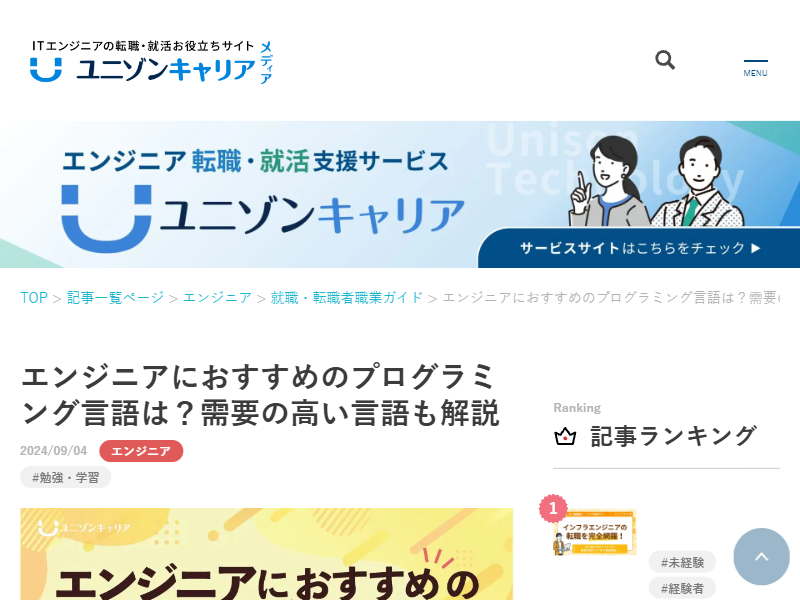 ITエンジニアの転職・就活お役立ちサイト
ユニゾンキャリア
メディア
MENU
Unison
Technology
エンジニア転職・就活支援サービス
ユニゾンキャリア
サービスサイトはこちらをチェック ▶
TOP > 記事一覧ページ > エンジニア > 就職・転職者職業ガイド > エンジニアにおすすめのプログラミング言語は？需要の
エンジニアにおすすめのプログラミ
ング言語は？需要の高い言語も解説
2024/09/04 エンジニア
#勉強・学習
ユニゾンキャリア
エンジニアにおすすめの
Ranking
記事ランキング
1
インフラエンジニアの
転職を完全網羅！
#未経験
#経験者